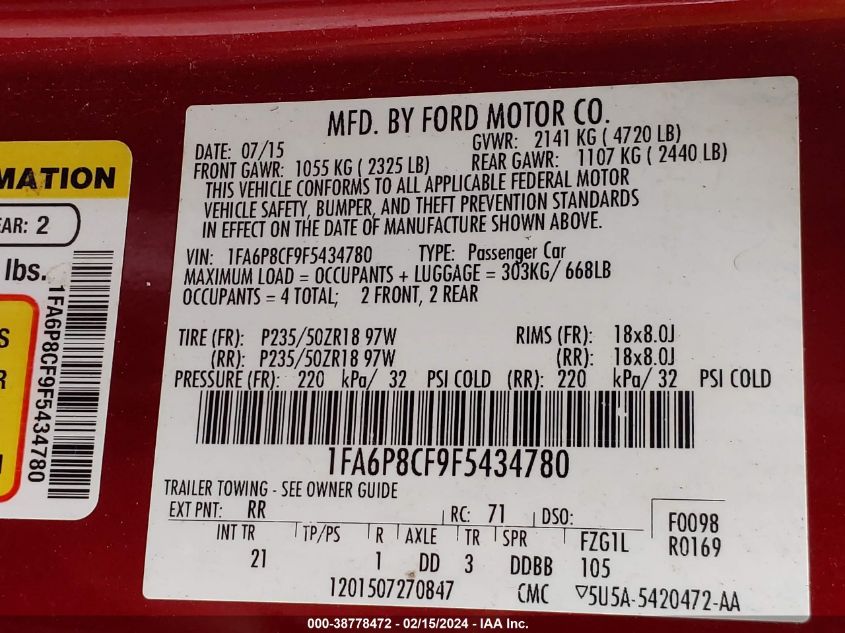 MFD. BY FORD MOTOR CO.
DATE: 07/15
GVWR: 2141 KG ( 4720 LB)
FRONT GAWR: 1055 KG ( 2325 LB)
REAR GAWR: 1107 KG ( 2440 LB)
THIS VEHICLE CONFORMS TO ALL APPLICABLE FEDERAL MOTOR
VEHICLE SAFETY, BUMPER, AND THEFT PREVENTION STANDARDS
IN EFFECT ON THE DATE OF MANUFACTURE SHOWN ABOVE.
VIN: 1FA6P8CF9F5434780 TYPE: Passenger Car
MAXIMUM LOAD = OCCUPANTS + LUGGAGE = 303KG/ 668LB
OCCUPANTS = 4 TOTAL; 2 FRONT, 2 REAR
TIRE (FR): P235/50ZR18 97W RIMS (FR): 18x8.0J
(RR): P235/50ZR18 97W (RR): 18x8.0J
PRESSURE (FR): 220 kPa/ 32 PSI COLD (RR): 220 kPa/ 32 PSI COLD
1FA6P8CF9F5434780
TRAILER TOWING - SEE OWNER GUIDE
EXT PNT: RR RC: 71 DSO:
F0098
R0169
INT TR TP/PS R AXLE TR SPR FZG1L
21 1 DD 3 DDBB 105
1201507270847 CMC ▽5U5A-5420472-AA
MATION
EAR: 2
lbs.
1FA6P8CF9F5434780
S
R
000-38778472 - 02/15/2024 - IAA Inc.